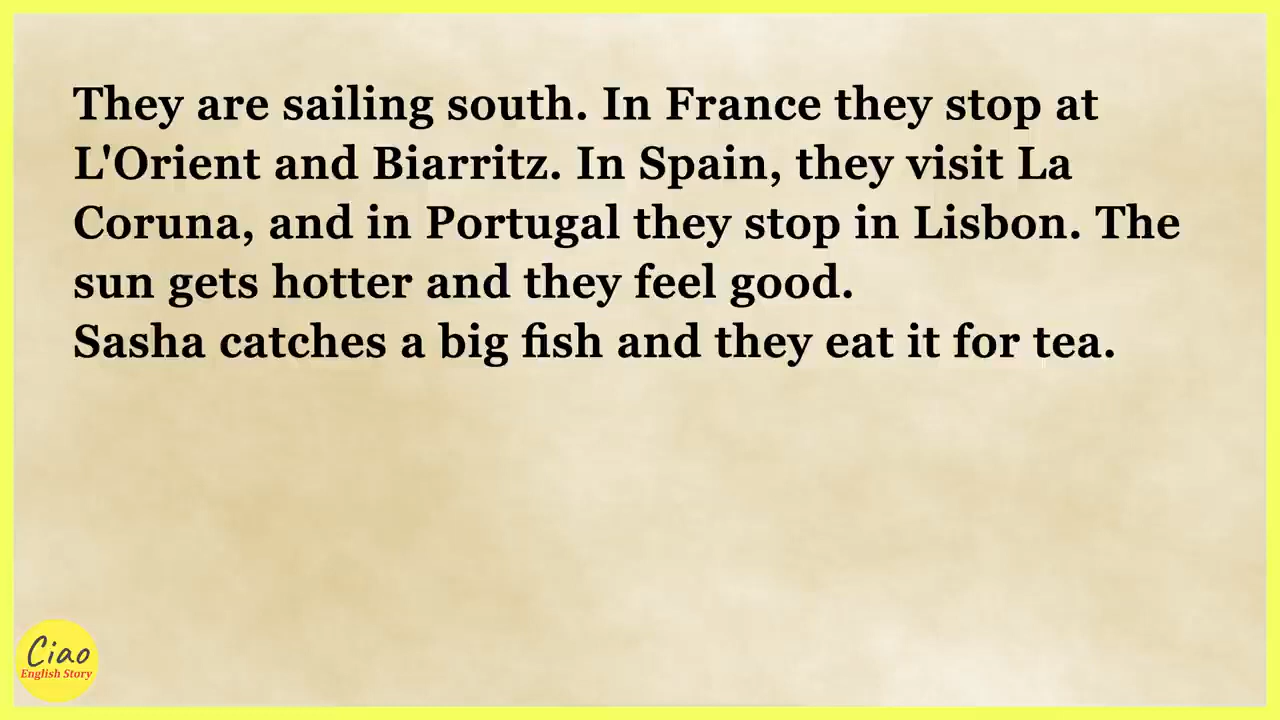 They are sailing south. In France they stop at
L'Orient and Biarritz. In Spain, they visit La
Coruna, and in Portugal they stop in Lisbon. The
sun gets hotter and they feel good.
Sasha catches a big fish and they eat it for tea.
Ciao
English Story